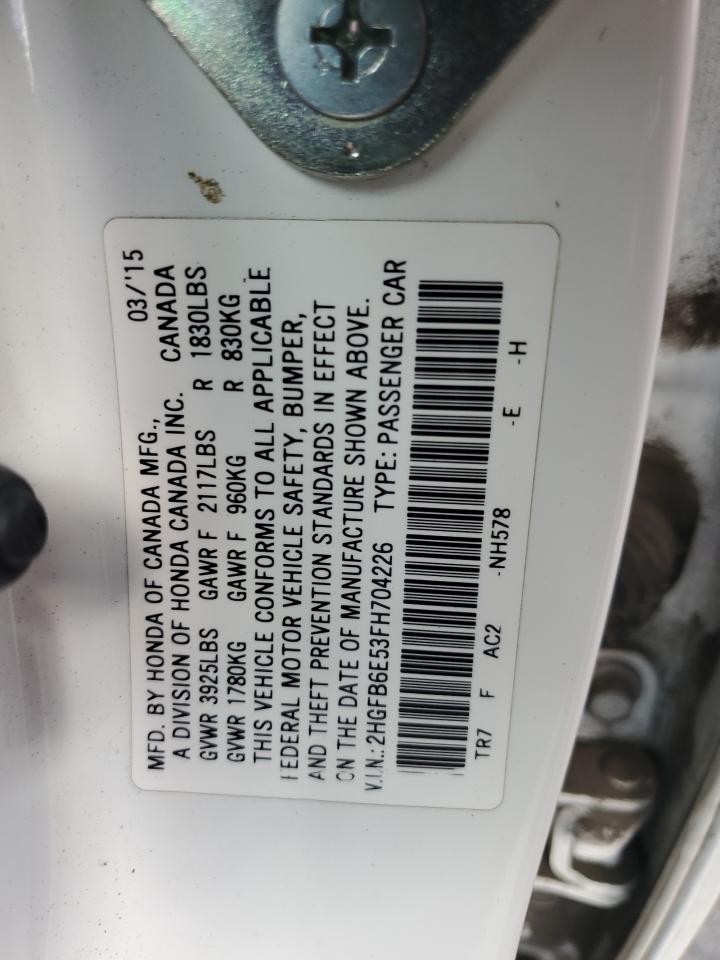 MFD. BY HONDA OF CANADA MFG., 03/'15
A DIVISION OF HONDA CANADA INC. CANADA
GVWR 3925LBS GAWR F 2117LBS R 1830LBS
GVWR 1780KG GAWR F 960KG R 830KG
THIS VEHICLE CONFORMS TO ALL APPLICABLE
FEDERAL MOTOR VEHICLE SAFETY, BUMPER,
AND THEFT PREVENTION STANDARDS IN EFFECT
ON THE DATE OF MANUFACTURE SHOWN ABOVE.
V.I.N.: 2HGFB6E53FH704226 TYPE: PASSENGER CAR
TR7 F AC2 -NH578 -E -H